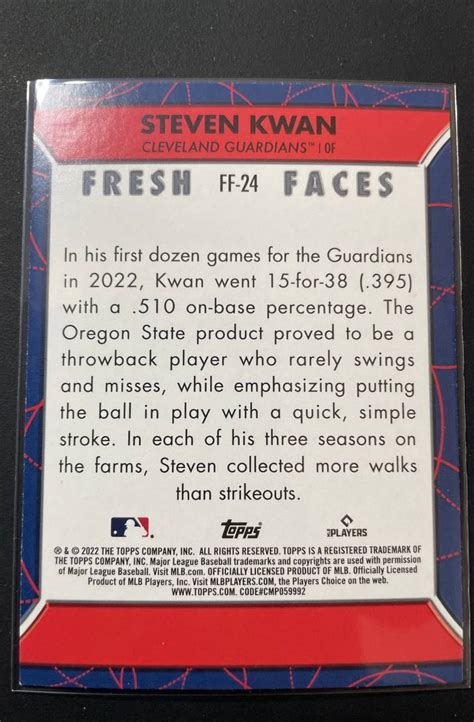 STEVEN KWAN
CLEVELAND GUARDIANS™ | OF
FRESH FF-24 FACES
In his first dozen games for the Guardians
in 2022, Kwan went 15-for-38 (.395)
with a .510 on-base percentage. The
Oregon State product proved to be a
throwback player who rarely swings
and misses, while emphasizing putting
the ball in play with a quick, simple
stroke. In each of his three seasons on
the farms, Steven collected more walks
than strikeouts.
topps PLAYERS
® & © 2022 THE TOPPS COMPANY, INC. ALL RIGHTS RESERVED. TOPPS IS A REGISTERED TRADEMARK OF
THE TOPPS COMPANY, INC. Major League Baseball trademarks and copyrights are used with permission
of Major League Baseball. Visit MLB.com. OFFICIALLY LICENSED PRODUCT OF MLB. Officially Licensed
Product of MLB Players, Inc. Visit MLBPLAYERS.COM, the Players Choice on the web.
WWW.TOPPS.COM. CODE#CMP059992